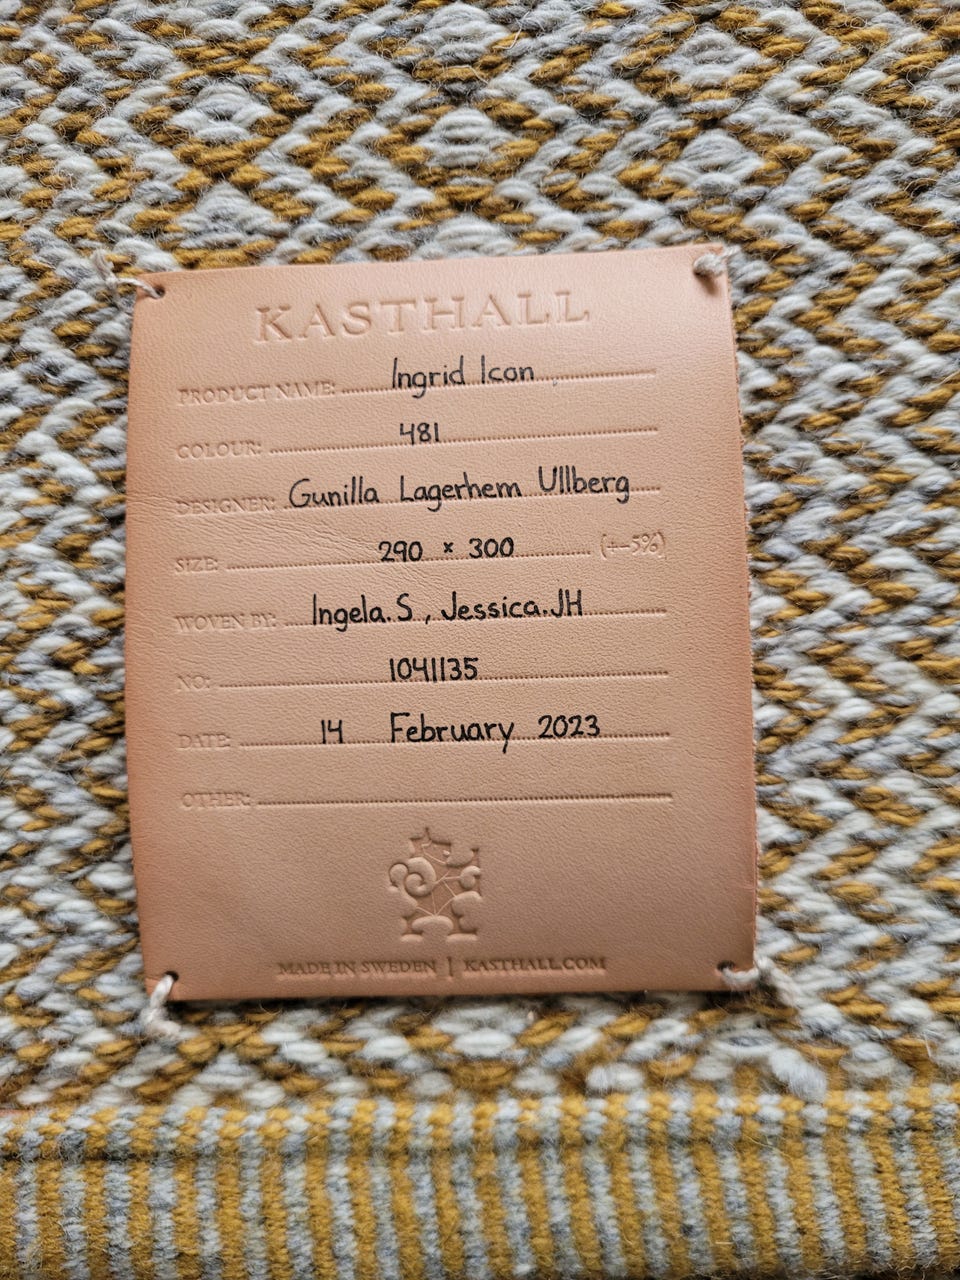 KASTHALL
PRODUCT NAME: Ingrid Icon
COLOUR: 481
DESIGNER: Gunilla Lagerhem Ullberg
SIZE: 290 × 300 (+-5%)
WOVEN BY: Ingela.S, Jessica.JH
NO: 1041135
DATE: 14 February 2023
OTHER:
MADE IN SWEDEN | KASTHALL.COM